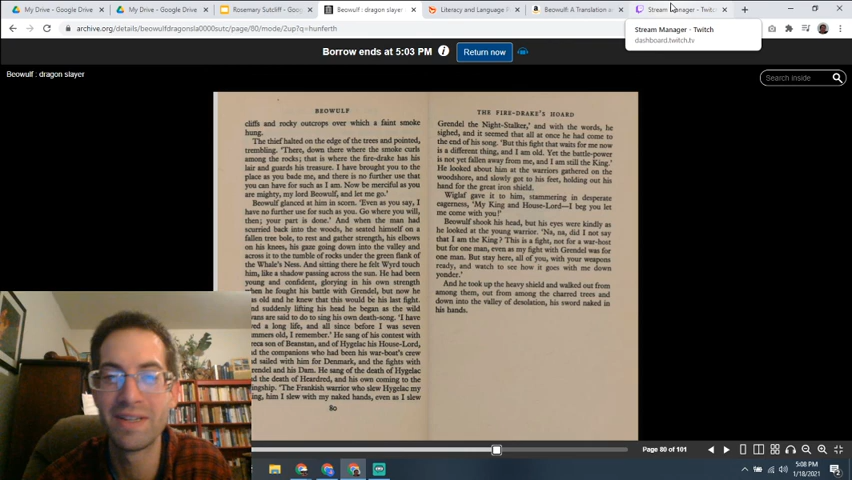 My Drive - Google Drive
My Drive - Google Drive
Rosemary Sutcliff - Goo
Beowulf : dragon slayer
Literacy and Language
Beowulf: A Translation a
Stream Manager - Twitc
archive.org/details/beowulfdragonsla0000sutc/page/80/mode/2up?q=hunferth
Stream Manager - Twitch
dashboard.twitch.tv
Borrow ends at 5:03 PM
Return now
Beowulf : dragon slayer
Search inside
BEOWULF
cliffs and rocky outcrops over which a faint smoke
hung.
The thief halted on the edge of the trees and pointed,
trembling. 'There, down there where the smoke curls
among the rocks; that is where the fire-drake has his
lair and guards his treasure. I have brought you to the
place as you bade me, and there is no further use that
you can have for such as I am. Now be merciful as you
are mighty, my lord Beowulf, and let me go.'
Beowulf glanced at him in scorn. 'Even as you say, I
have no further use for such as you. Go where you will,
then; your part is done.' And when the man had
scurried back into the woods, he seated himself on a
fallen tree bole, to rest and gather strength, his elbows
on his knees, his gaze going down into the valley and
across it to the tumble of rocks under the green flank of
the Whale's Ness. And sitting there he felt Wyrd touch
him, like a shadow passing across the sun. He had been
young and confident, glorying in his own strength
when he fought his battle with Grendel, but now he
was old and he knew that this would be his last fight.
nd suddenly lifting his head he began as the wild
ans are said to do to sing his own death-song. 'I have
ed a long life, and all since before I was seven
mmers old, I remember.' He sang of his contest with
reca son of Beanstan, and of Hygelac his House-Lord,
nd the companions who had been his war-boat's crew
d sailed with him for Denmark, and the fights with
rendel and his Dam. He sang of the death of Hygelac
d the death of Heardred, and his own coming to the
ngship. 'The Frankish warrior who slew Hygelac my
ing, him I slew with my naked hands, even as I slew
80
THE FIRE-DRAKE'S HOARD
Grendel the Night-Stalker,' and with the words, he
sighed, and it seemed that all at once he had come to
the end of his song. 'But this fight that waits for me now
is a different thing, and I am old. Yet the battle-power
is not yet fallen away from me, and I am still the King.'
He looked about him at the warriors gathered on the
woodshore, and slowly got to his feet, holding out his
hand for the great iron shield.
Wiglaf gave it to him, stammering in desperate
eagerness, 'My King and House-Lord—I beg you let
me come with you!'
Beowulf shook his head, but his eyes were kindly as
he looked at the young warrior. 'Na, na, did I not say
that I am the King? This is a fight, not for a war-host
but for one man, even as my fight with Grendel was for
one man. But stay here, all of you, with your weapons
ready, and watch to see how it goes with me down
yonder.'
And he took up the heavy shield and walked out from
among them, out from among the charred trees and
down into the valley of desolation, his sword naked in
his hands.
Page 80 of 101
5:08 PM
1/18/2021